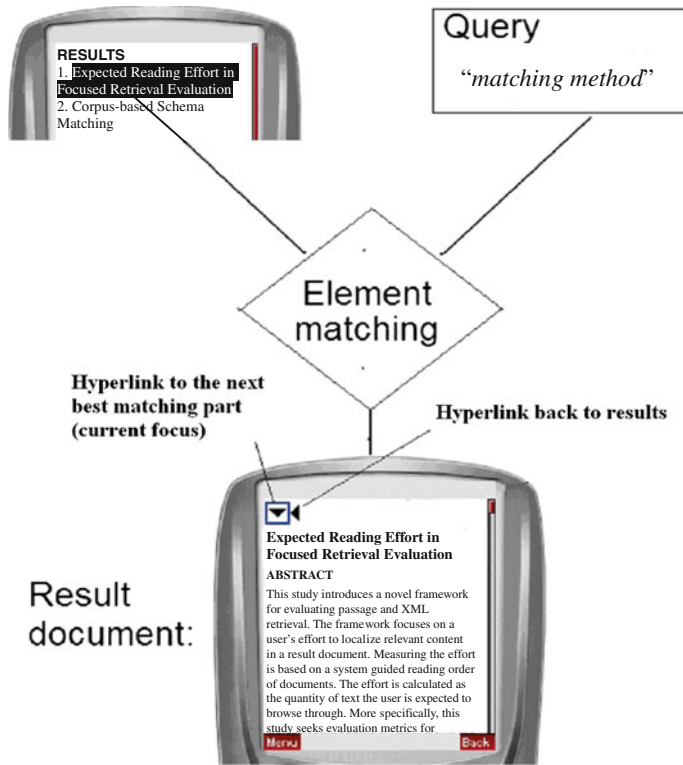 RESULTS
1. Expected Reading Effort in
Focused Retrieval Evaluation
2. Corpus-based Schema
Matching
Query
“matching method”
Element
matching
Hyperlink to the next
best matching part
(current focus)
Hyperlink back to results
Result
document:
Expected Reading Effort in
Focused Retrieval Evaluation
ABSTRACT
This study introduces a novel framework
for evaluating passage and XML
retrieval. The framework focuses on a
user's effort to localize relevant content
in a result document. Measuring the effort
is based on a system guided reading order
of documents. The effort is calculated as
the quantity of text the user is expected to
browse through. More specifically, this
study seeks evaluation metrics for
Menu
Back